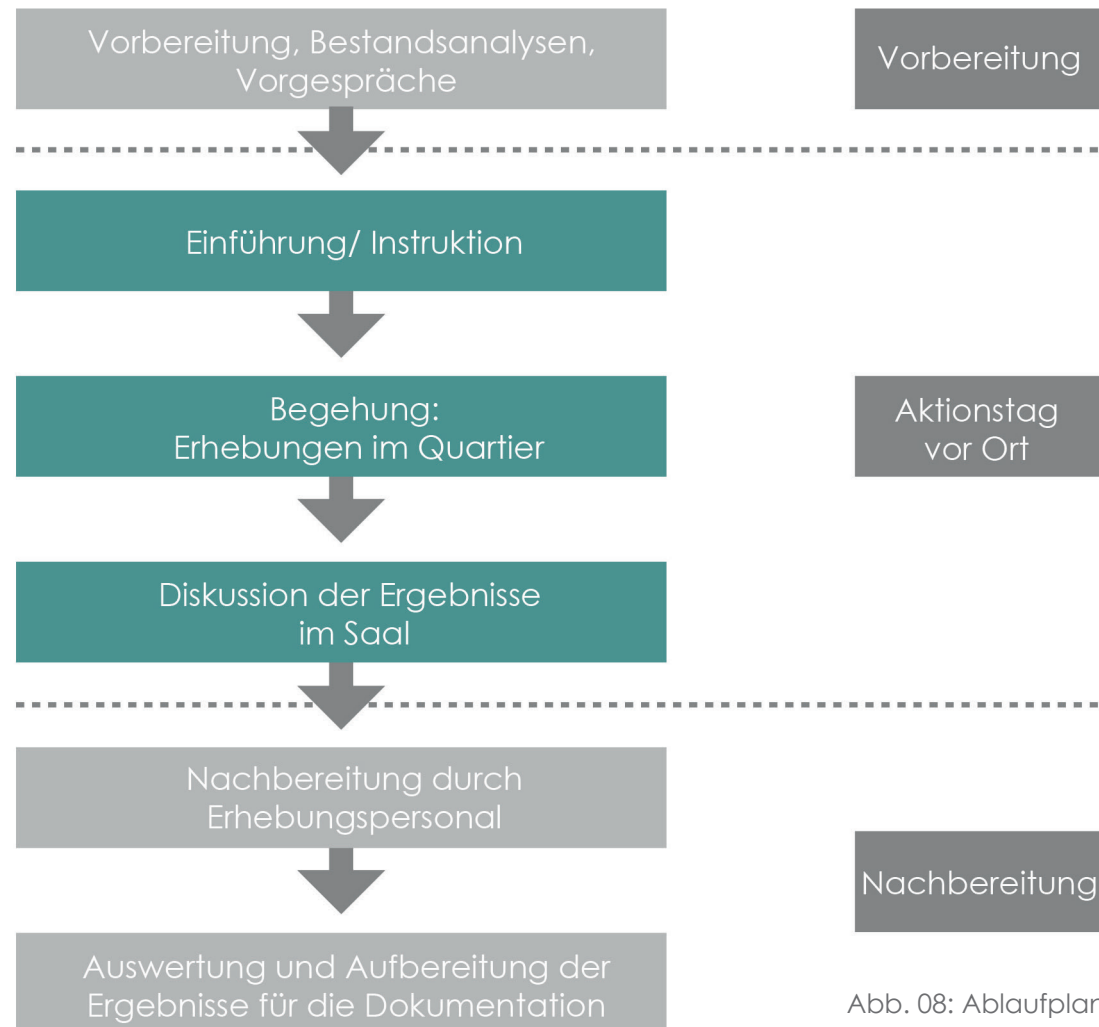 Vorbereitung, Bestandsanalysen,
Vorgespräche
Vorbereitung
Einführung/ Instruktion
Begehung:
Erhebungen im Quartier
Aktionstag
vor Ort
Diskussion der Ergebnisse
im Saal
Nachbereitung durch
Erhebungspersonal
Nachbereitung
Auswertung und Aufbereitung der
Ergebnisse für die Dokumentation
Abb. 08: Ablaufplan